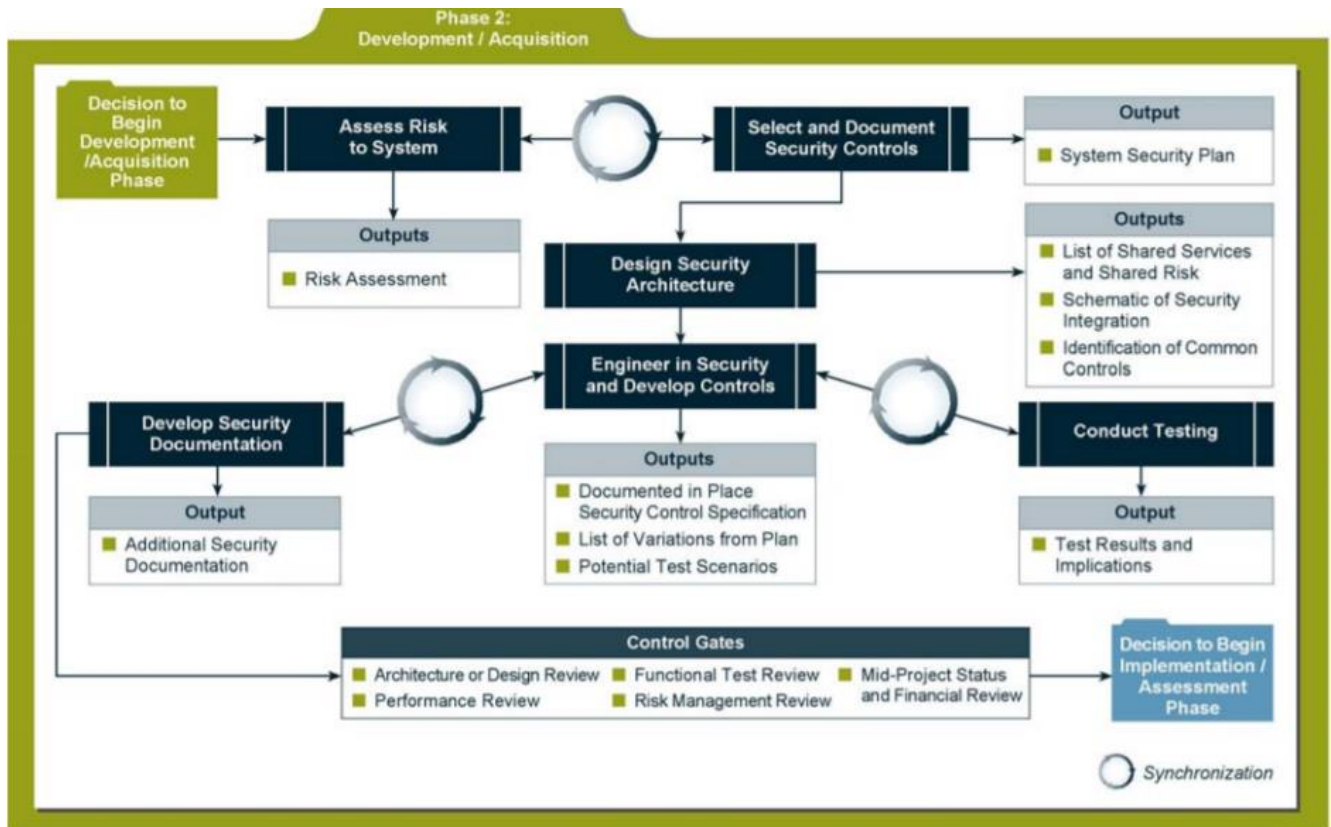 Phase 2:
Development / Acquisition
Decision to
Begin
Development
/Acquisition
Phase
Assess Risk
to System
Select and Document
Security Controls
Output
System Security Plan
Outputs
Risk Assessment
Design Security
Architecture
Outputs
List of Shared Services
and Shared Risk
Schematic of Security
Integration
Identification of Common
Controls
Engineer in Security
and Develop Controls
Develop Security
Documentation
Conduct Testing
Output
Additional Security
Documentation
Outputs
Documented in Place
Security Control Specification
List of Variations from Plan
Potential Test Scenarios
Output
Test Results and
Implications
Control Gates
Architecture or Design Review
Performance Review
Functional Test Review
Risk Management Review
Mid-Project Status
and Financial Review
Decision to Begin
Implementation /
Assessment
Phase
Synchronization